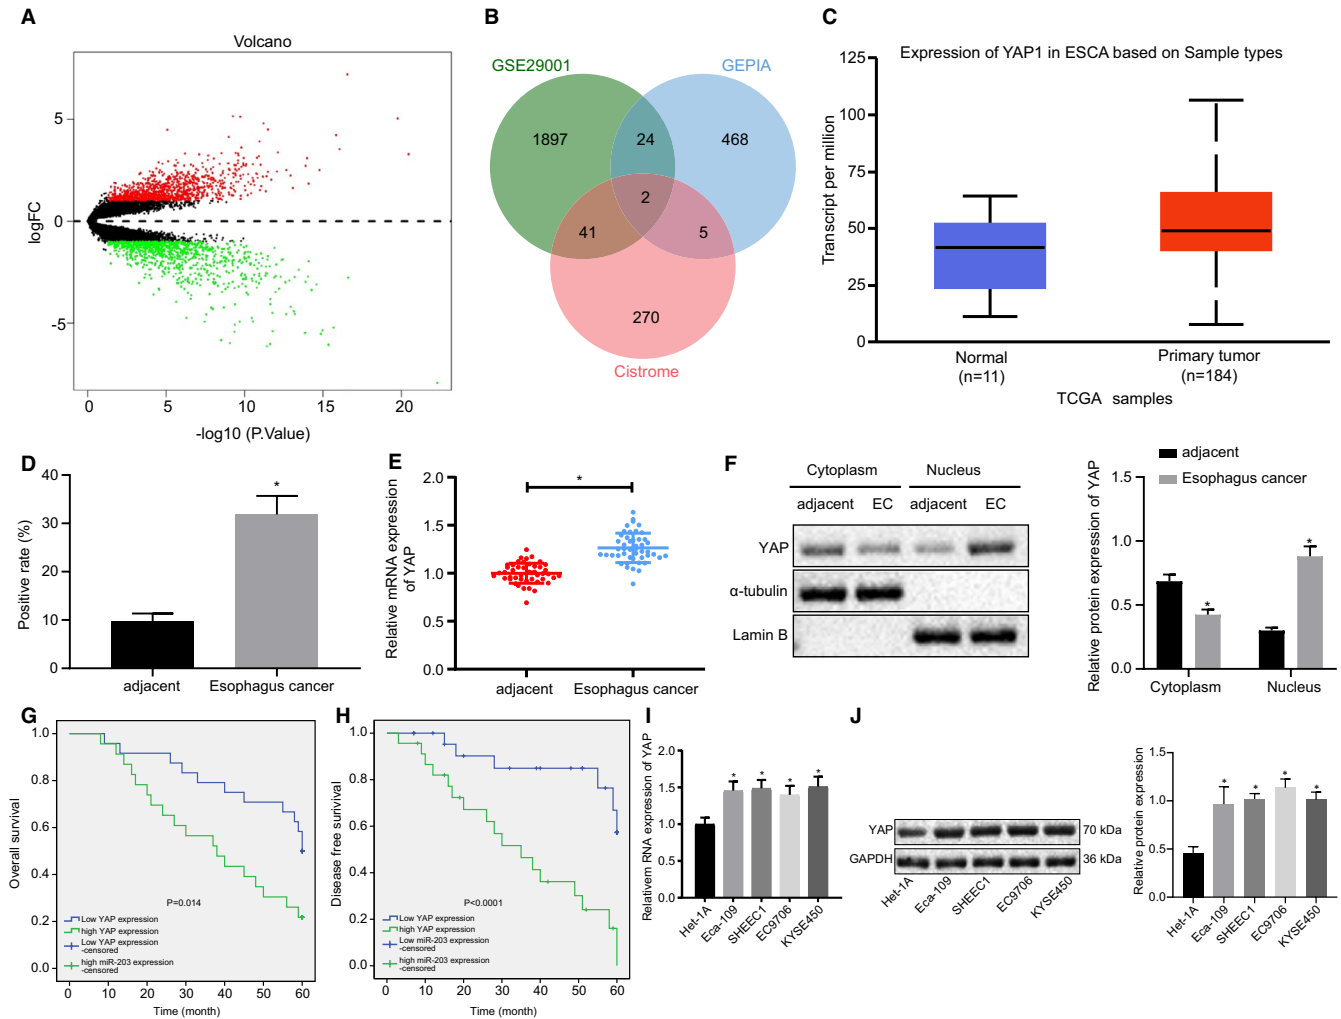 A
Volcano
logFC
5
0
-5
0
5
10
15
20
-log10 (P.Value)
B
GSE29001
GEPIA
1897
24
468
2
41
5
270
Cistrome
C
Expression of YAP1 in ESCA based on Sample types
Transcript per million
125
100
75
50
25
0
Normal
(n=11)
Primary tumor
(n=184)
TCGA samples
D
Positive rate (%)
40
30
20
10
0
*
adjacent
Esophagus cancer
E
Relative mRNA expression
of YAP
2.0
1.5
1.0
0.5
0.0
*
adjacent
Esophagus cancer
F
Cytoplasm
Nucleus
adjacent
EC
adjacent
EC
YAP
α-tubulin
Lamin B
adjacent
Esophagus cancer
Relative protein expression of YAP
1.5
1.0
0.5
0.0
*
*
Cytoplasm
Nucleus
G
Overall survival
1.0
0.8
0.6
0.4
0.2
0.0
P=0.014
Low YAP expression
high YAP expression
Low YAP expression
-censored
high miR-203 expression
-censored
0
10
20
30
40
50
60
Time (month)
H
Disease free survival
1.0
0.8
0.6
0.4
0.2
0.0
P<0.0001
Low YAP expression
high YAP expression
Low miR-203 expression
-censored
high miR-203 expression
-censored
0
10
20
30
40
50
60
Time (month)
I
Relativem RNA expression of YAP
2.0
1.5
1.0
0.5
0.0
*
*
*
*
Het-1A
Eca-109
SHEEC1
EC9706
KYSE450
J
YAP
70 kDa
GAPDH
36 kDa
Het-1A
Eca-109
SHEEC1
EC9706
KYSE450
Relative protein expression
1.5
1.0
0.5
0.0
*
*
*
*
Het-1A
Eca-109
SHEEC1
EC9706
KYSE450